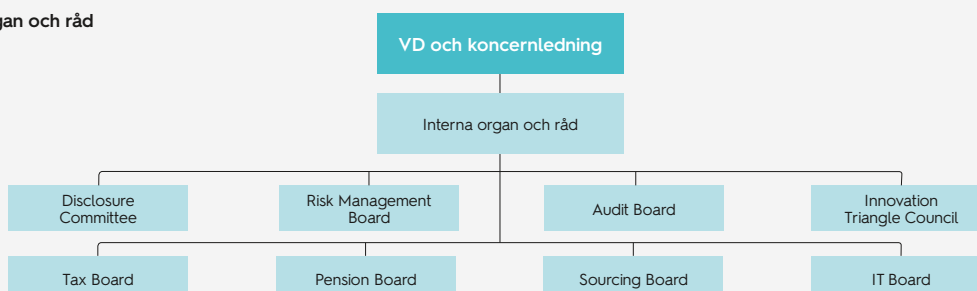 gan och råd
VD och koncernledning
Interna organ och råd
Disclosure
Committee
Risk Management
Board
Audit Board
Innovation
Triangle Council
Tax Board
Pension Board
Sourcing Board
IT Board